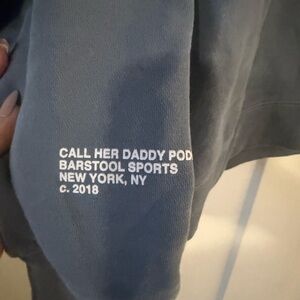 CALL HER DADDY POD
BARSTOOL SPORTS
NEW YORK, NY
c. 2018